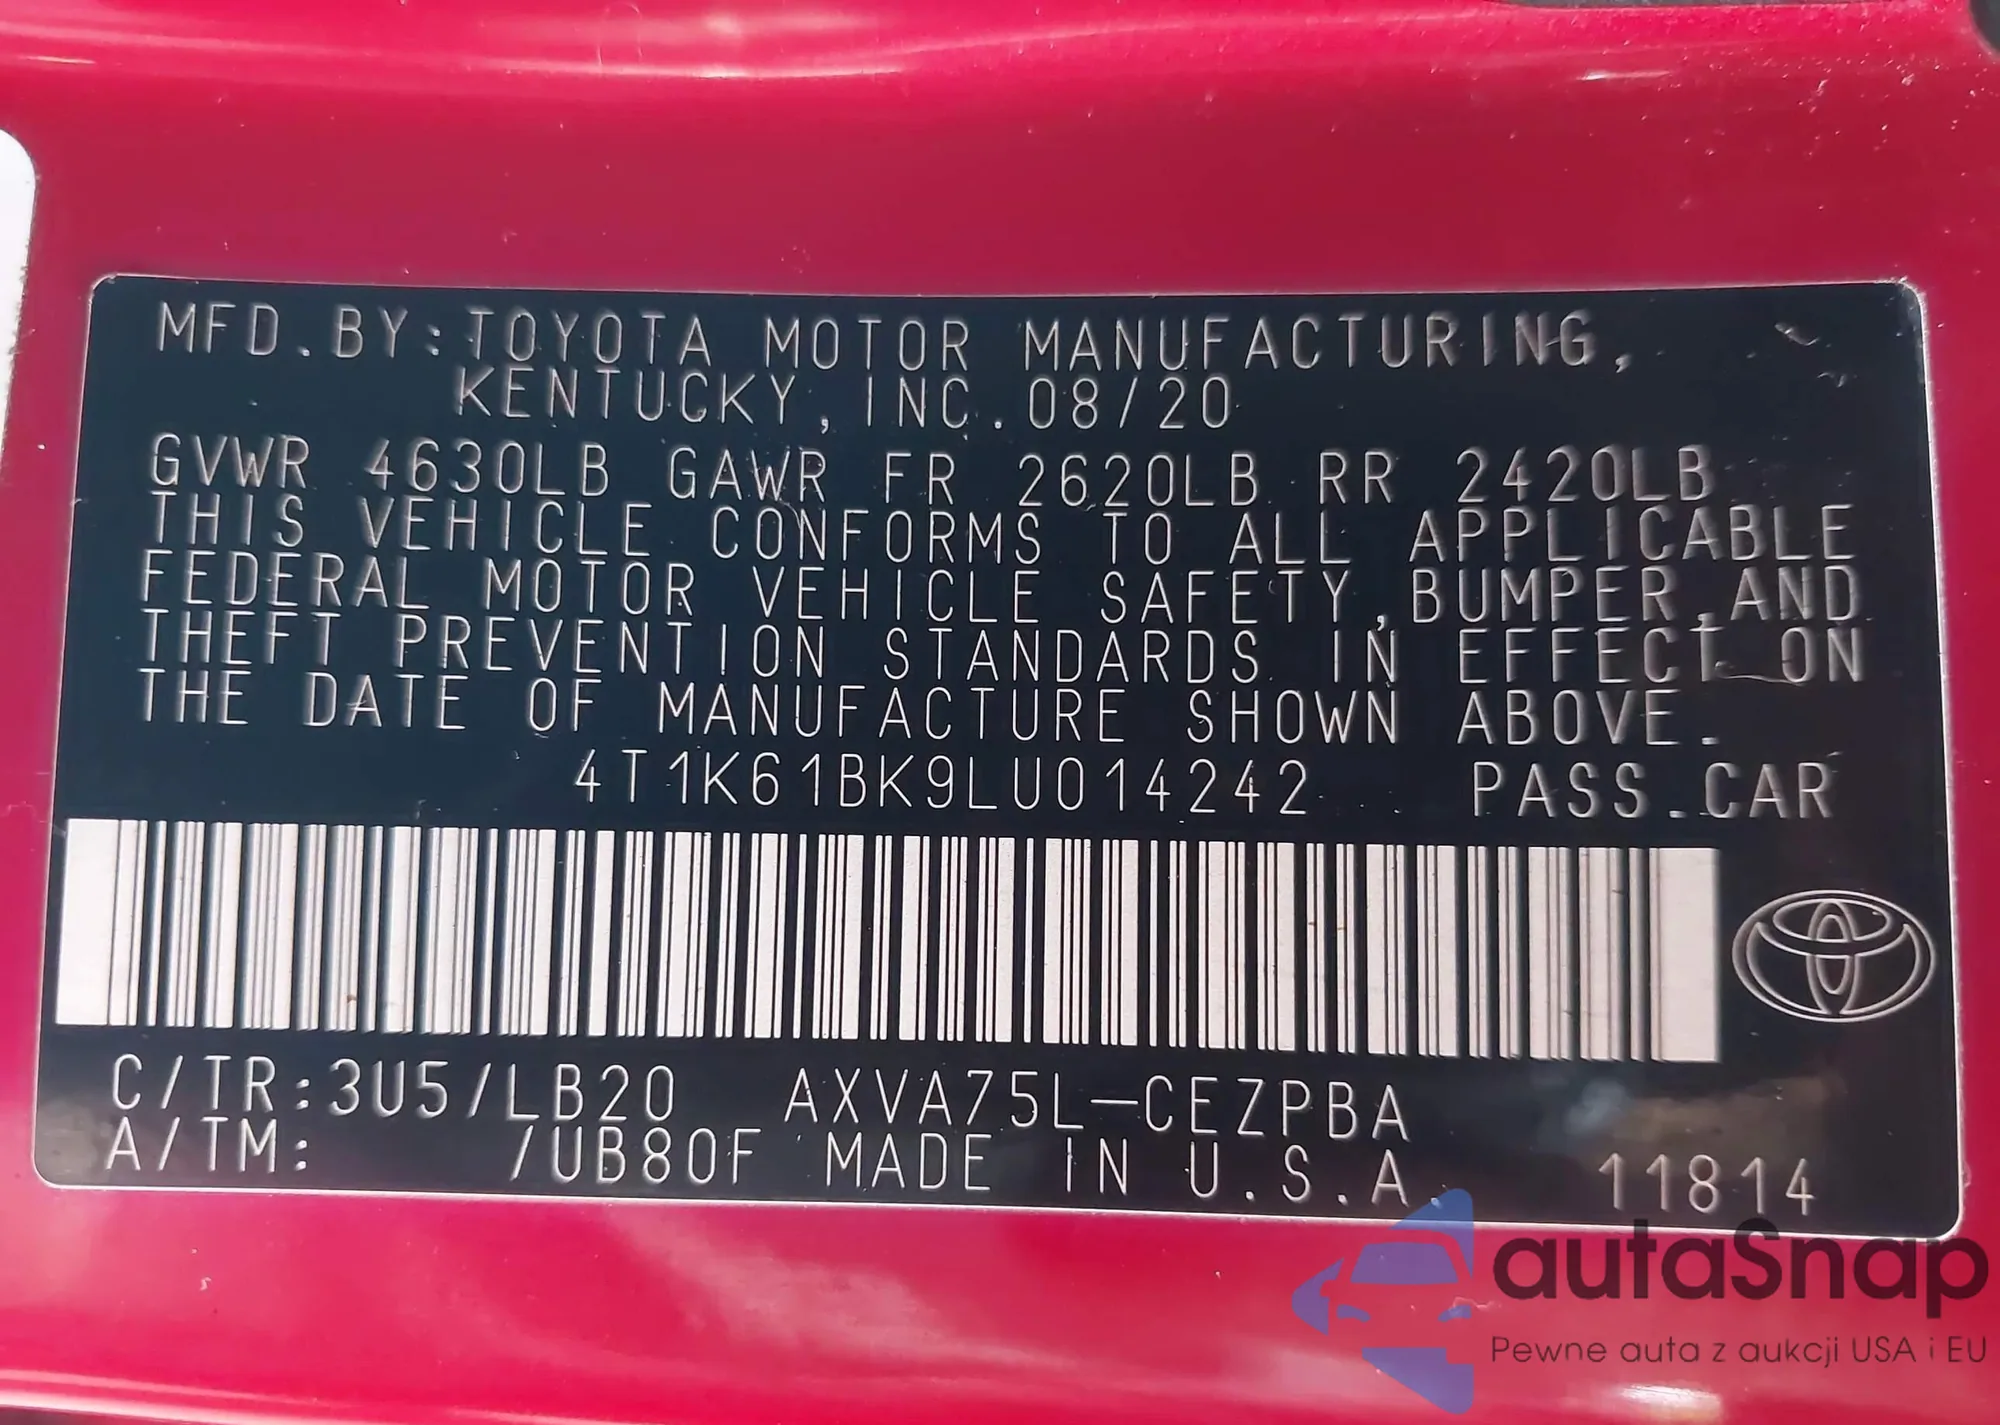 MFD.BY:TOYOTA MOTOR MANUFACTURING,
KENTUCKY, INC.08/20
GVWR 4630LB GAWR FR 2620LB RR 2420LB
THIS VEHICLE CONFORMS TO ALL APPLICABLE
FEDERAL MOTOR VEHICLE SAFETY,BUMPER,AND
THEFT PREVENTION STANDARDS IN EFFECT ON
THE DATE OF MANUFACTURE SHOWN ABOVE.
4T1K61BK9LU014242 PASS.CAR
C/TR:3U5/LB20 AXVA75L-CEZPBA
A/TM: /UB80F MADE IN U.S.A. 11814
autaSnap
Pewne auta z aukcji USA i EU